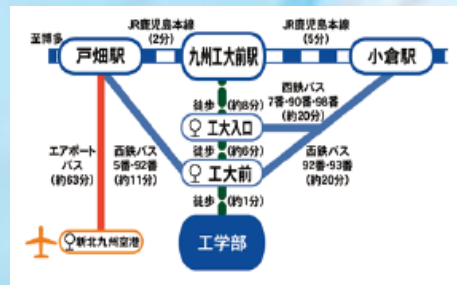 JR鹿児島本線
(2分)
JR鹿児島本線
(5分)
至博多
戸畑駅
九州工大前駅
小倉駅
徒歩 (約8分)
西鉄バス
7番・90番・98番
(約20分)
工大入口
エアポート
バス
(約63分)
西鉄バス
5番・92番
(約11分)
徒歩 (約6分)
西鉄バス
92番・93番
(約20分)
工大前
徒歩 (約1分)
新北九州空港
工学部